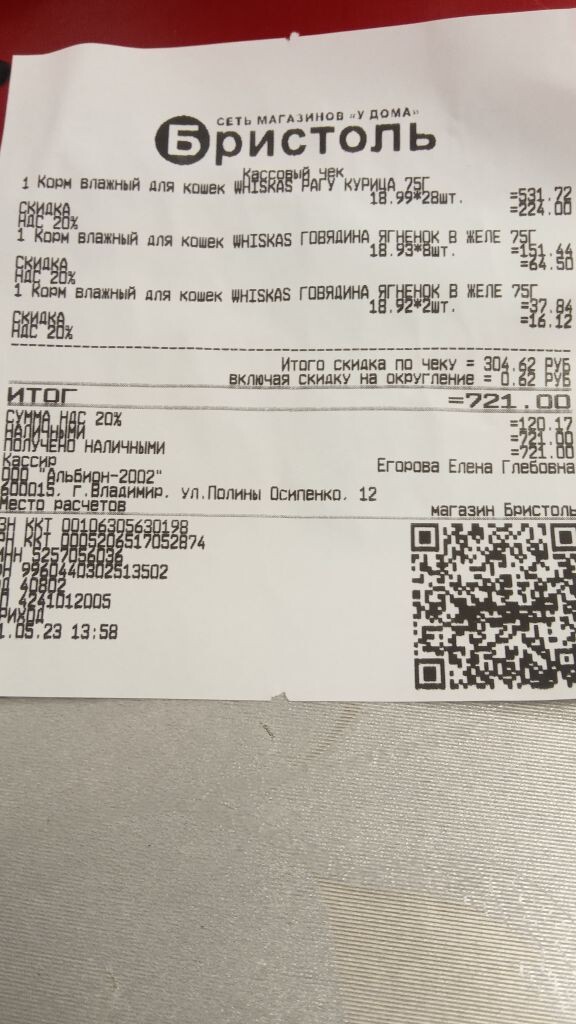 СЕТЬ МАГАЗИНОВ «У ДОМА»
Бристоль
Кассовый чек
1 Корм влажный для кошек WHISKAS РАГУ КУРИЦА 75Г
18.99*28шт. =531.72
СКИДКА =224.00
НДС 20%
1 Корм влажный для кошек WHISKAS ГОВЯДИНА ЯГНЕНОК В ЖЕЛЕ 75Г
18.93*8шт. =151.44
СКИДКА =64.50
НДС 20%
1 Корм влажный для кошек WHISKAS ГОВЯДИНА ЯГНЕНОК В ЖЕЛЕ 75Г
18.92*2шт. =37.84
СКИДКА =16.12
НДС 20%
Итого скидка по чеку = 304.62 РУБ
включая скидку на округление = 0.62 РУБ
ИТОГ =721.00
СУММА НДС 20% =120.17
НАЛИЧНЫМИ =721.00
ПОЛУЧЕНО НАЛИЧНЫМИ =721.00
Кассир Егорова Елена Глебовна
ООО "Альбион-2002"
600015, г.Владимир, ул.Полины Осипенко, 12
Место расчетов магазин Бристоль
ЗН ККТ 00106305630198
РН ККТ 0005206517052874
ИНН 5257056036
ФН 9960440302513502
ФД 40802
ФП 4241012005
ПРИХОД
1.05.23 13:58